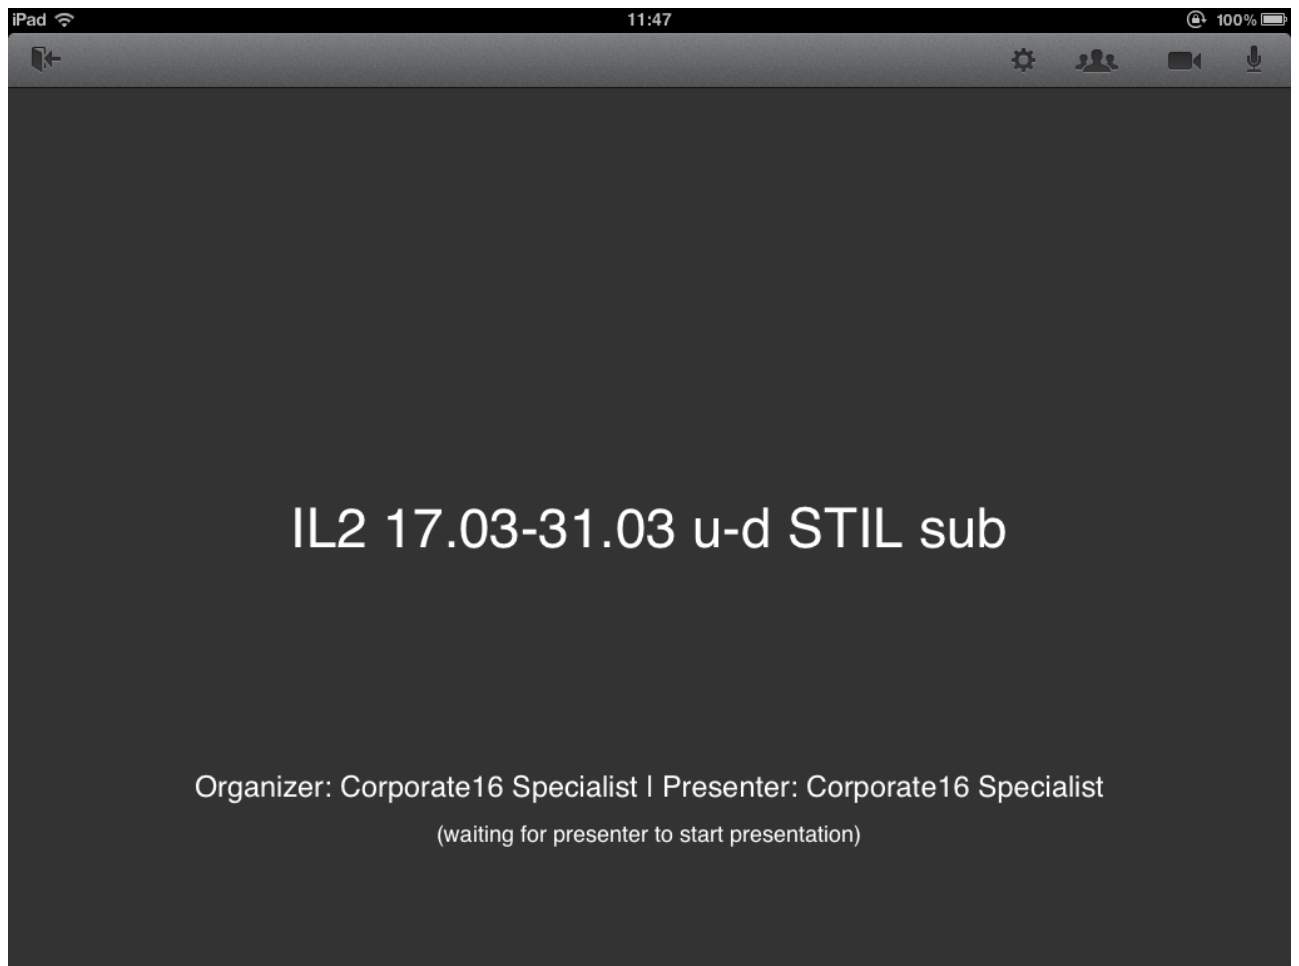 iPad 11:47 100%
IL2 17.03-31.03 u-d STIL sub
Organizer: Corporate16 Specialist | Presenter: Corporate16 Specialist
(waiting for presenter to start presentation)